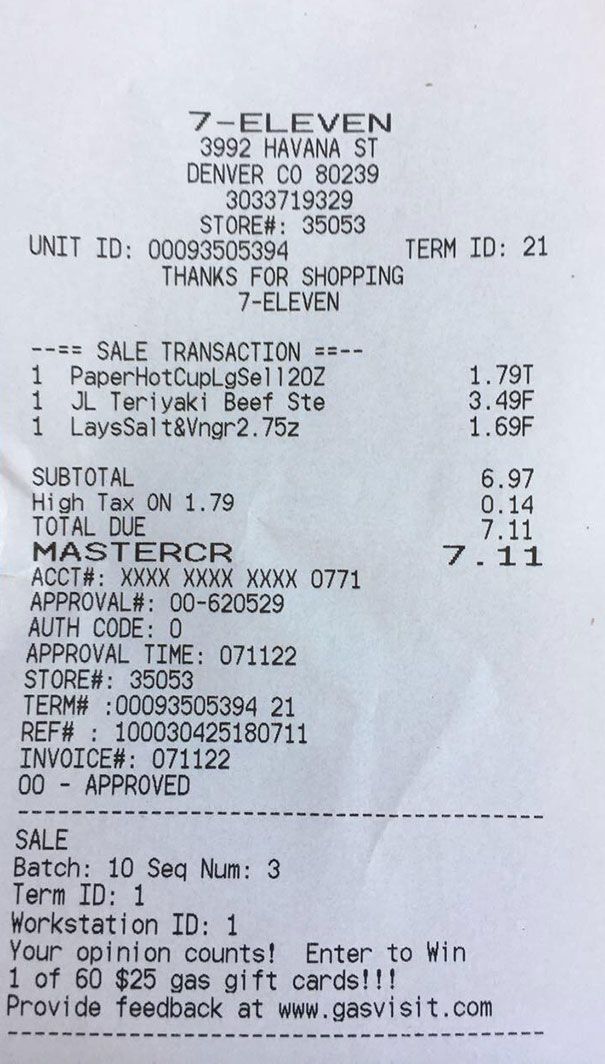 7-ELEVEN
3992 HAVANA ST
DENVER CO 80239
3033719329
STORE#: 35053
UNIT ID: 00093505394 TERM ID: 21
THANKS FOR SHOPPING
7-ELEVEN
--== SALE TRANSACTION ==--
1 PaperHotCupLgSell20Z 1.79T
1 JL Teriyaki Beef Ste 3.49F
1 LaysSalt&Vngr2.75z 1.69F
SUBTOTAL 6.97
High Tax ON 1.79 0.14
TOTAL DUE 7.11
MASTERCR 7.11
ACCT#: XXXX XXXX XXXX 0771
APPROVAL#: 00-620529
AUTH CODE: 0
APPROVAL TIME: 071122
STORE#: 35053
TERM# :00093505394 21
REF# : 100030425180711
INVOICE#: 071122
00 - APPROVED
----------------------------------------
SALE
Batch: 10 Seq Num: 3
Term ID: 1
Workstation ID: 1
Your opinion counts! Enter to Win
1 of 60 $25 gas gift cards!!!
Provide feedback at www.gasvisit.com
----------------------------------------